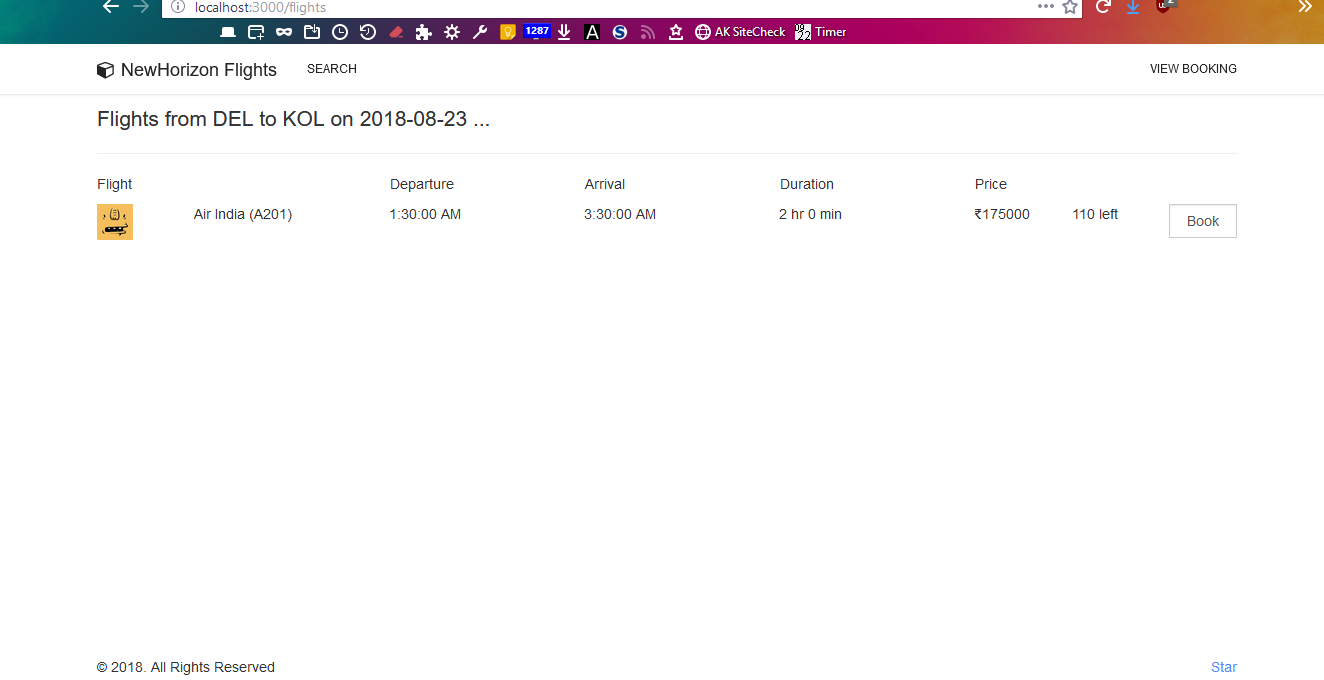 localhost:3000/flights
1287 A S AK SiteCheck Timer
NewHorizon Flights SEARCH VIEW BOOKING
Flights from DEL to KOL on 2018-08-23 ...
Flight Departure Arrival Duration Price
Air India (A201) 1:30:00 AM 3:30:00 AM 2 hr 0 min ₹175000 110 left Book
© 2018. All Rights Reserved Star